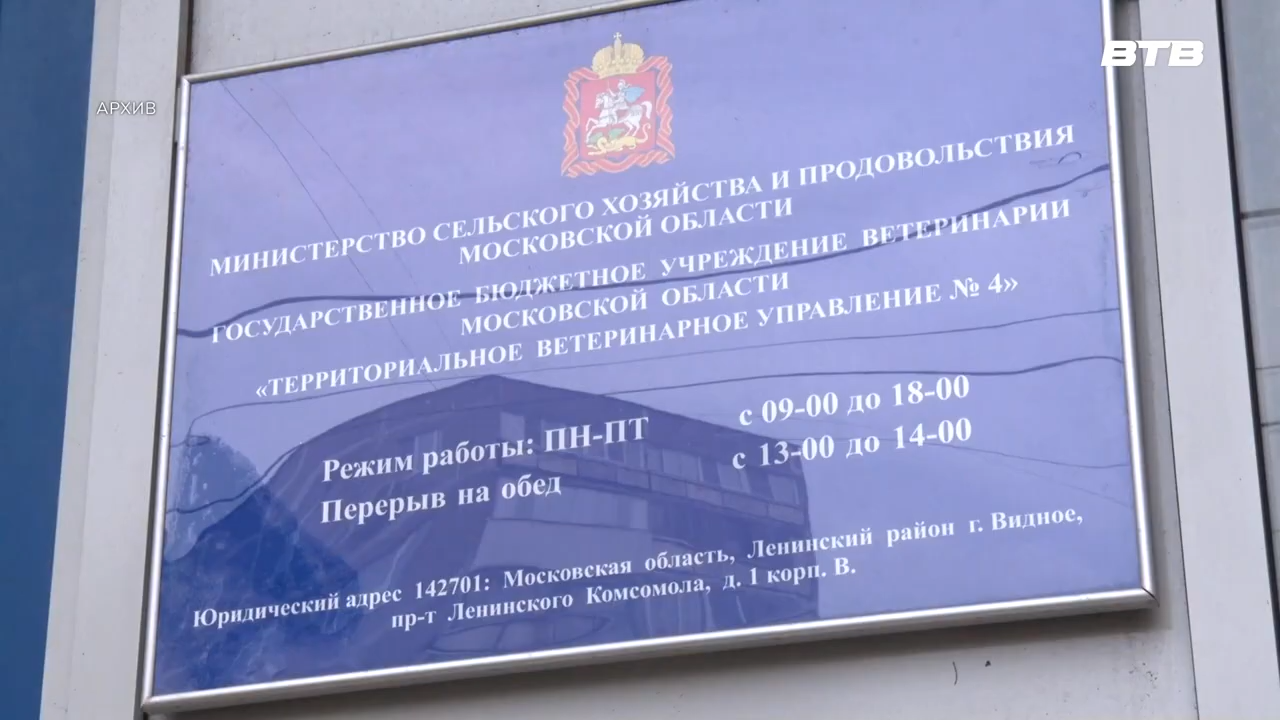 ВТВ
АРХИВ
МИНИСТЕРСТВО СЕЛЬСКОГО ХОЗЯЙСТВА И ПРОДОВОЛЬСТВИЯ
МОСКОВСКОЙ ОБЛАСТИ
ГОСУДАРСТВЕННОЕ БЮДЖЕТНОЕ УЧРЕЖДЕНИЕ ВЕТЕРИНАРИИ
МОСКОВСКОЙ ОБЛАСТИ
«ТЕРРИТОРИАЛЬНОЕ ВЕТЕРИНАРНОЕ УПРАВЛЕНИЕ № 4»
Режим работы: ПН-ПТ с 09-00 до 18-00
Перерыв на обед с 13-00 до 14-00
Юридический адрес 142701: Московская область, Ленинский район г. Видное,
пр-т Ленинского Комсомола, д. 1 корп. В.